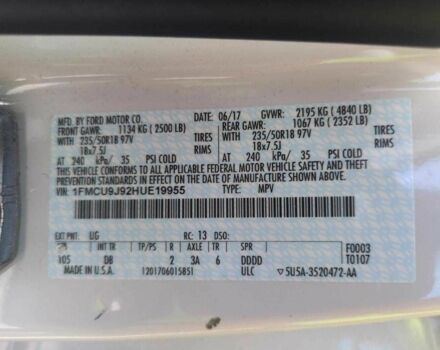 MFD. BY FORD MOTOR CO.
DATE: 06/17 GVWR: 2195 KG (4840 LB)
FRONT GAWR: 1134 KG (2500 LB) REAR GAWR: 1067 KG (2352 LB)
WITH 235/50R18 97V TIRES WITH 235/50R18 97V TIRES
18x7.5J RIMS 18x7.5J RIMS
AT 240 kPa/ 35 PSI COLD AT 240 kPa/ 35 PSI COLD
THIS VEHICLE CONFORMS TO ALL APPLICABLE FEDERAL MOTOR VEHICLE SAFETY AND THEFT
PREVENTION STANDARDS IN EFFECT ON THE DATE OF MANUFACTURE SHOWN ABOVE.
VIN: 1FMCU9J92HUE19955 TYPE: MPV
EXT PNT: UG RC: 13 DSO: F0003
INT TR TP/PS R AXLE TR SPR T0107
105 DB 2 3A 6 DDDD
MADE IN U.S.A. 1201706015851 ULC 5U5A-3520472-AA